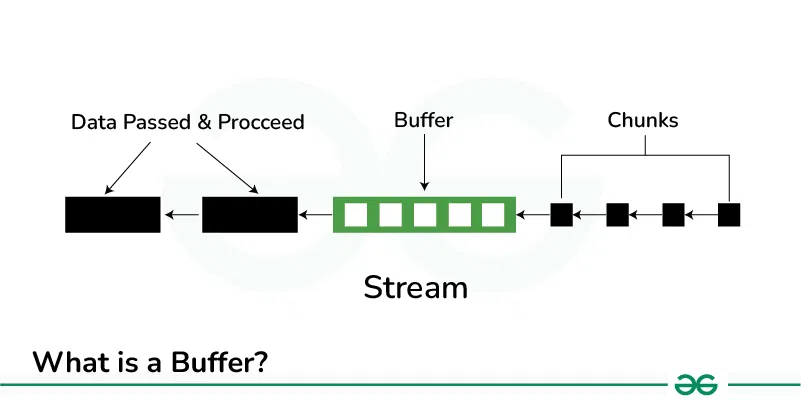 Data Passed & Procceed
Buffer
Chunks
Stream
What is a Buffer?